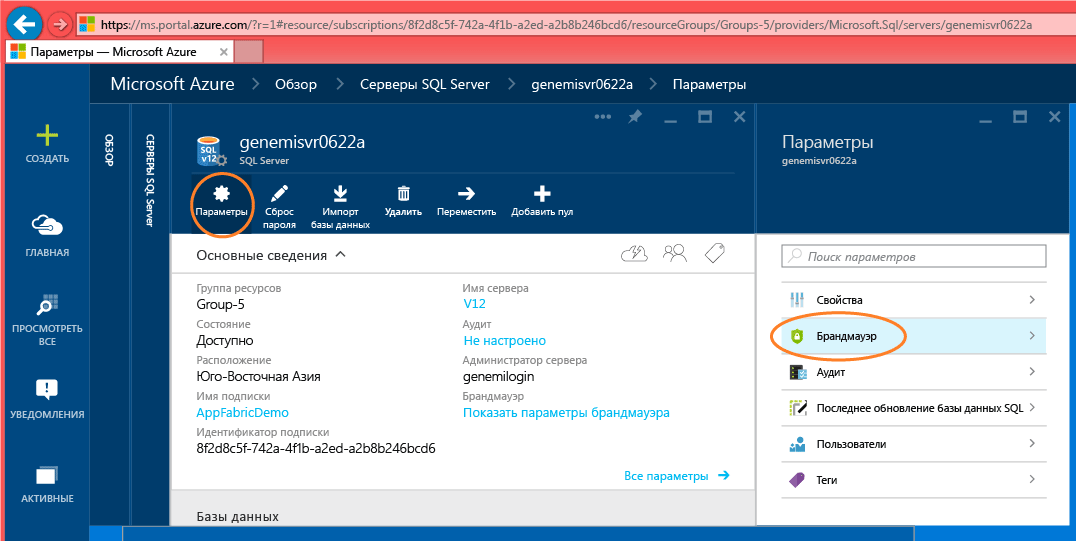 https://ms.portal.azure.com/?r=1#resource/subscriptions/8f2d8c5f-742a-4f1b-a2ed-a2b8b246bcd6/resourceGroups/Groups-5/providers/Microsoft.Sql/servers/genemisvr0622a
Параметры — Microsoft Azure
Microsoft Azure > Обзор > Серверы SQL Server > genemisvr0622a > Параметры
СОЗДАТЬ
ГЛАВНАЯ
ПРОСМОТРЕТЬ
ВСЕ
УВЕДОМЛЕНИЯ
АКТИВНЫЕ
ОБЗОР
СЕРВЕРЫ SQL Server
SQL
v12
genemisvr0622a
SQL Server
Параметры
Сброс
пароля
Импорт
базы данных
Удалить
Переместить
Добавить пул
Основные сведения
Группа ресурсов
Group-5
Состояние
Доступно
Расположение
Юго-Восточная Азия
Имя подписки
AppFabricDemo
Идентификатор подписки
8f2d8c5f-742a-4f1b-a2ed-a2b8b246bcd6
Имя сервера
V12
Аудит
Не настроено
Администратор сервера
genemilogin
Брандмауэр
Показать параметры брандмауэра
Все параметры →
Базы данных
Параметры
genemisvr0622a
Поиск параметров
Свойства
Брандмауэр
Аудит
Последнее обновление базы данных SQL
Пользователи
Теги